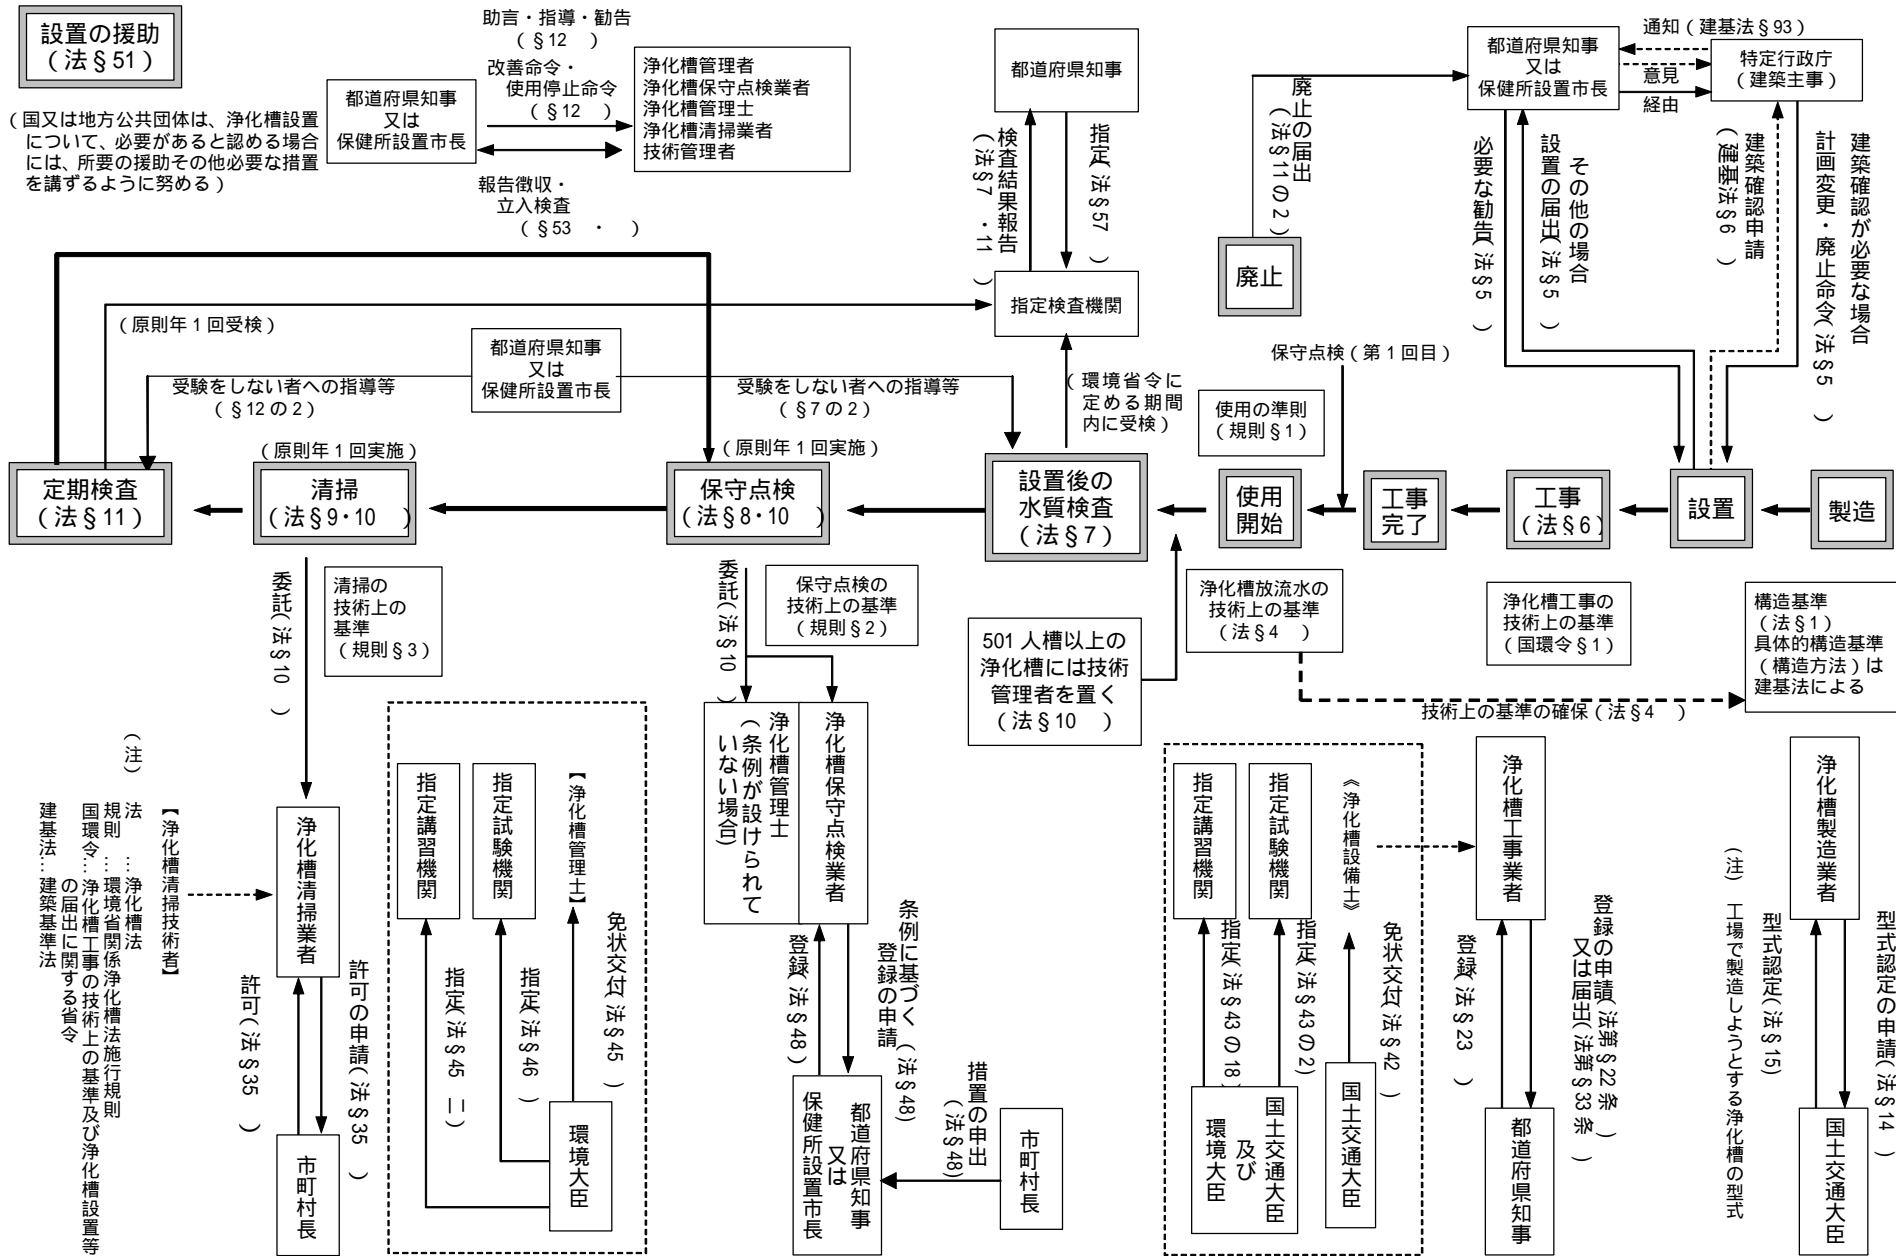 設置の援助
(法§51)
(国又は地方公共団体は、浄化槽設置
について、必要があると認める場合
には、所要の援助その他必要な措置
を講ずるように努める)
助言・指導・勧告
(§12 )
改善命令・
使用停止命令
(§12 )
都道府県知事
又は
保健所設置市長
浄化槽管理者
浄化槽保守点検業者
浄化槽管理士
浄化槽清掃業者
技術管理者
報告徴収・
立入検査
(§53 ・ )
都道府県知事
検査結果報告
(法§7 ・11 )
指定(法§57 )
指定検査機関
廃止の届出
(法§11の2)
廃止
都道府県知事
又は
保健所設置市長
通知(建基法§93)
意見
経由
特定行政庁
(建築主事)
必要な勧告(法§5 )
設置の届出(法§5 )
その他の場合
建築確認申請
(建基法§6 )
計画変更・廃止命令(法§5 )
建築確認が必要な場合
(原則年1回受検)
都道府県知事
又は
保健所設置市長
受験をしない者への指導等
(§12の2)
受験をしない者への指導等
(§7の2)
(環境省令に
定める期間
内に受検)
保守点検(第1回目)
使用の準則
(規則§1)
(原則年1回実施)
(原則年1回実施)
定期検査
(法§11)
清掃
(法§9・10 )
保守点検
(法§8・10 )
設置後の
水質検査
(法§7)
使用
開始
工事
完了
工事
(法§6)
設置
製造
委託(法§10 )
清掃の
技術上の
基準
(規則§3)
委託(法§10 )
保守点検の
技術上の基準
(規則§2)
501人槽以上の
浄化槽には技術
管理者を置く
(法§10 )
浄化槽放流水の
技術上の基準
(法§4 )
浄化槽工事の
技術上の基準
(国環令§1)
構造基準
(法§1)
具体的構造基準
(構造方法)は
建基法による
技術上の基準の確保(法§4 )
【浄化槽清掃技術者】
(注)
法 …浄化槽法
規則 …環境省関係浄化槽法施行規則
国環令…浄化槽工事の技術上の基準及び浄化槽設置等
の届出に関する省令
建基法…建築基準法
浄化槽清掃業者
許可(法§35 )
許可の申請(法§35 )
市町村長
指定講習機関
指定試験機関
【浄化槽管理士】
指定(法§45 二)
指定(法§46 )
免状交付(法§45 )
環境大臣
浄化槽管理士
(条例が設けられて
いない場合)
浄化槽保守点検業者
登録(法§48)
条例に基づく(法§48)
登録の申請
都道府県知事
又は
保健所設置市長
措置の申出
(法§48)
市町村長
指定講習機関
指定試験機関
《浄化槽設備士》
指定(法§43の18)
指定(法§43の2)
免状交付(法§42 )
国土交通大臣
及び
環境大臣
国土交通大臣
浄化槽工事業者
登録(法§23 )
登録の申請(法第§22条 )
又は届出(法第§33条 )
都道府県知事
浄化槽製造業者
(注) 工場で製造しようとする浄化槽の型式
型式認定(法§15)
型式認定の申請(法§14 )
国土交通大臣